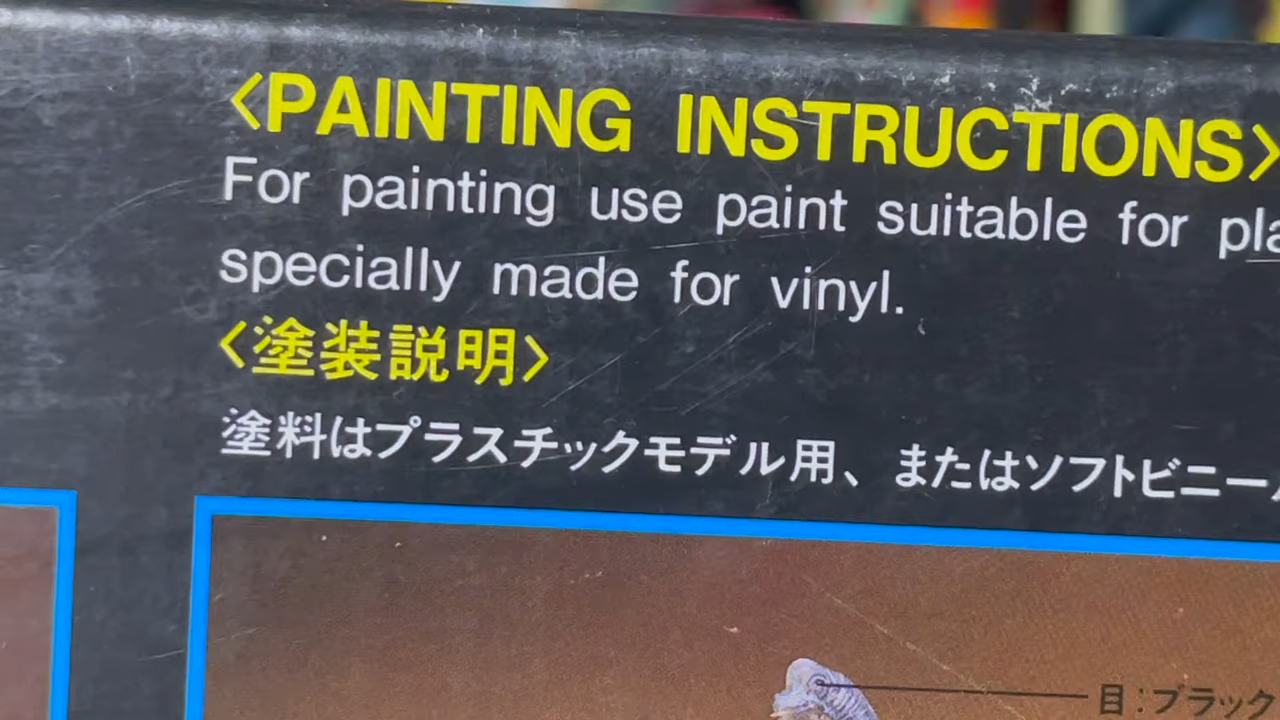 <PAINTING INSTRUCTIONS>
For painting use paint suitable for
specially made for vinyl.
<塗装説明>
塗料はプラスチックモデル用、またはソフトビニー
目：ブラック